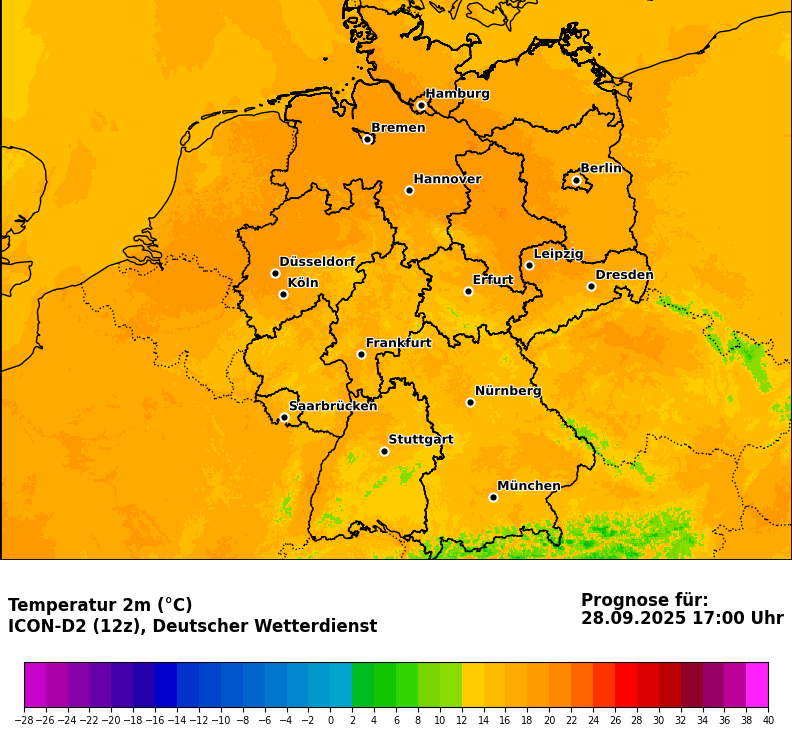 Hamburg
Bremen
Berlin
Hannover
Leipzig
Düsseldorf
Dresden
Erfurt
Köln
Frankfurt
Nürnberg
Saarbrücken
Stuttgart
München
Temperatur 2m (°C)
ICON-D2 (12z), Deutscher Wetterdienst
Prognose für:
28.09.2025 17:00 Uhr
−28 −26 −24 −22 −20 −18 −16 −14 −12 −10 −8 −6 −4 −2 0 2 4 6 8 10 12 14 16 18 20 22 24 26 28 30 32 34 36 38 40